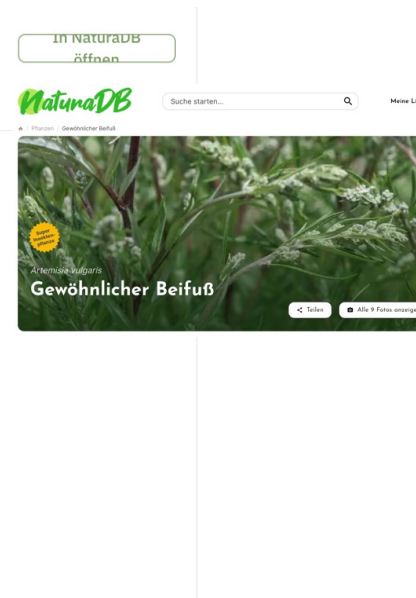 In NaturaDB
öffnen
NaturaDB
Suche starten...
Meine
/ Pflanzen / Gewöhnlicher Beifuß
Super
Insekten-
pflanze
Artemisia vulgaris
Gewöhnlicher Beifuß
Teilen
Alle 9 Fotos anzeige